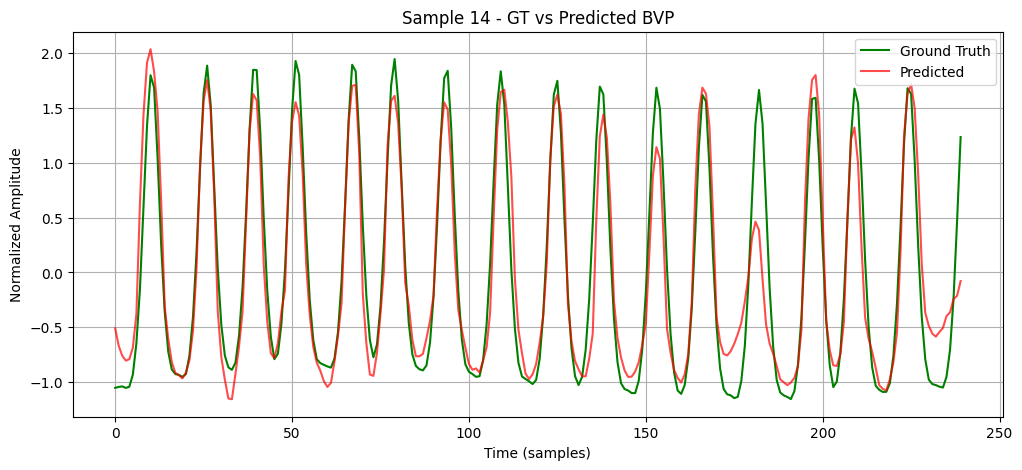 Sample 14 - GT vs Predicted BVP
Ground Truth
Predicted
Normalized Amplitude
2.0
1.5
1.0
0.5
0.0
−0.5
−1.0
0 50 100 150 200 250
Time (samples)